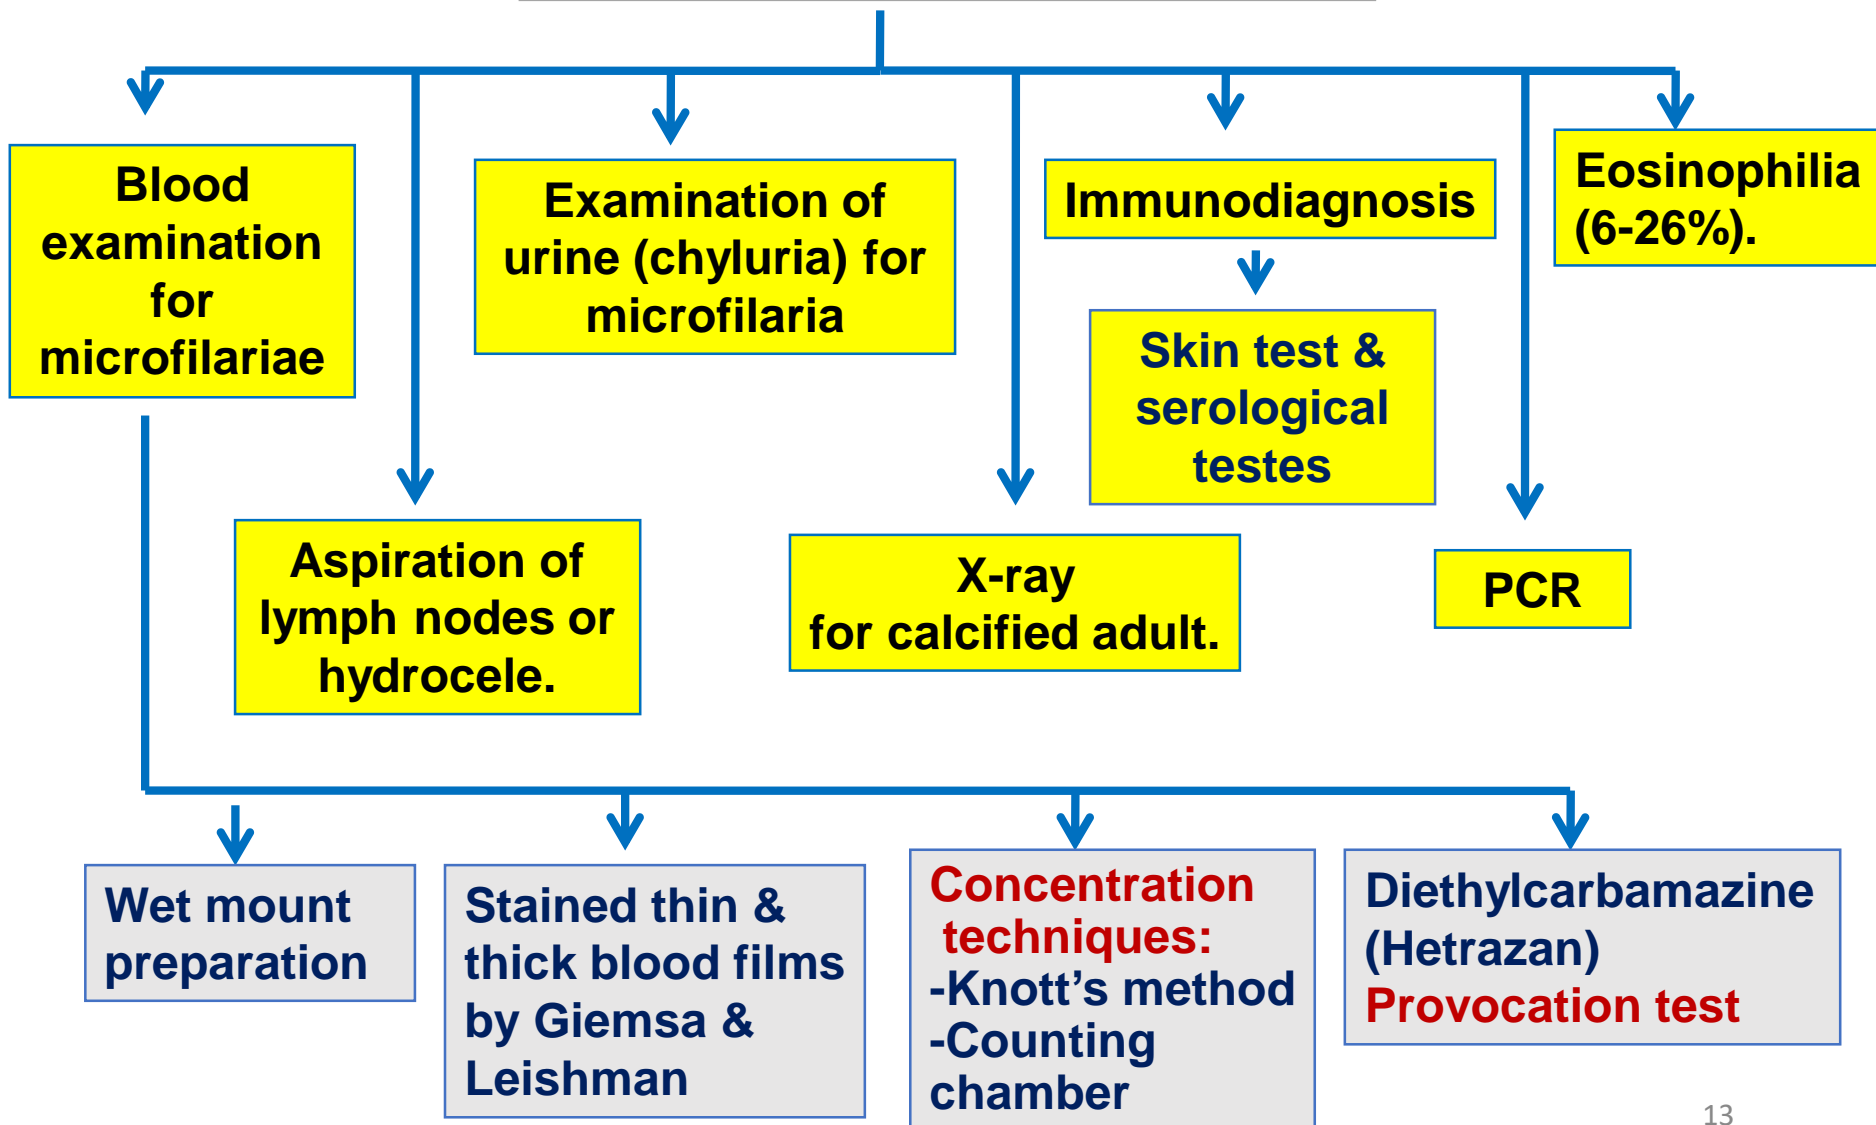 Blood
examination
for
microfilariae
Examination of
urine (chyluria) for
microfilaria
Immunodiagnosis
Eosinophilia
(6-26%).
Skin test &
serological
testes
Aspiration of
lymph nodes or
hydrocele.
X-ray
for calcified adult.
PCR
Wet mount
preparation
Stained thin &
thick blood films
by Giemsa &
Leishman
Concentration
techniques:
-Knott’s method
-Counting
chamber
Diethylcarbamazine
(Hetrazan)
Provocation test
13